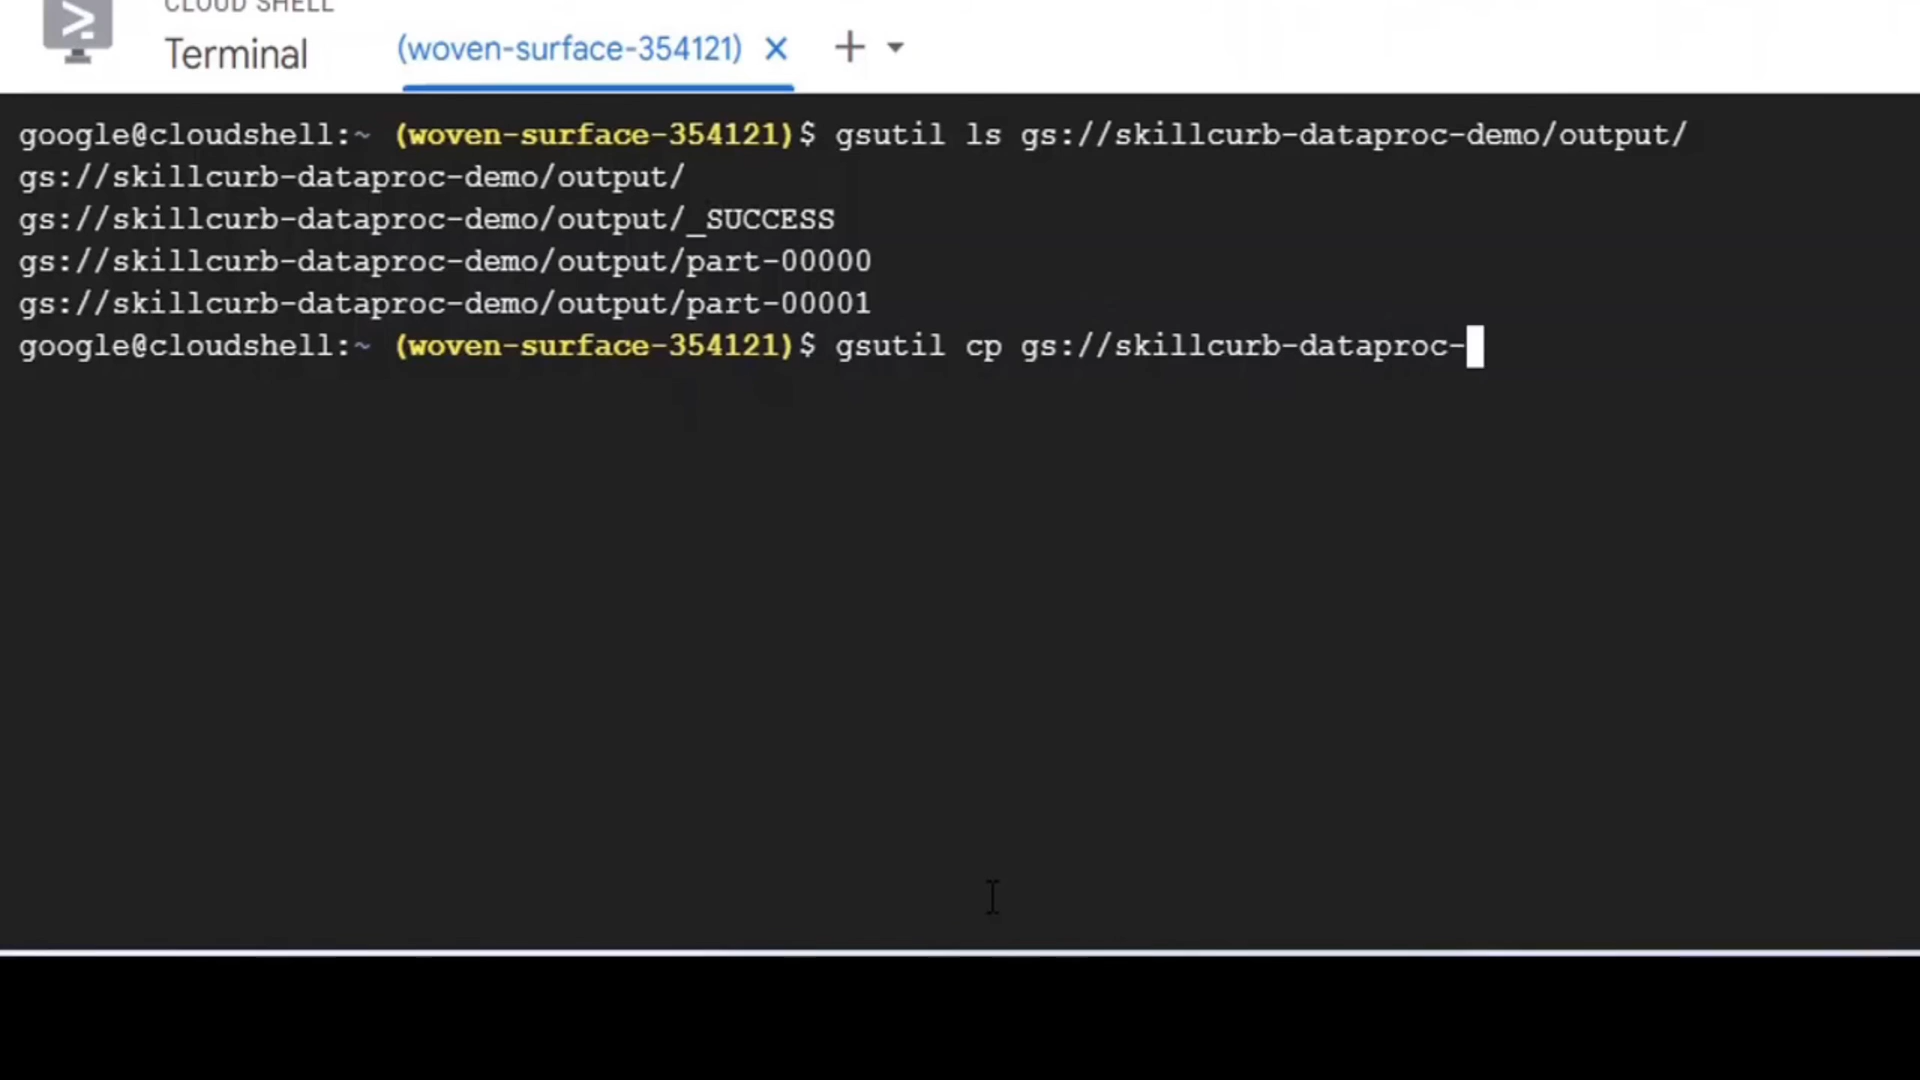 CLOUD SHELL
Terminal
(woven-surface-354121)
google@cloudshell:~ (woven-surface-354121)$ gsutil ls gs://skillcurb-dataproc-demo/output/
gs://skillcurb-dataproc-demo/output/
gs://skillcurb-dataproc-demo/output/_SUCCESS
gs://skillcurb-dataproc-demo/output/part-00000
gs://skillcurb-dataproc-demo/output/part-00001
google@cloudshell:~ (woven-surface-354121)$ gsutil cp gs://skillcurb-dataproc-